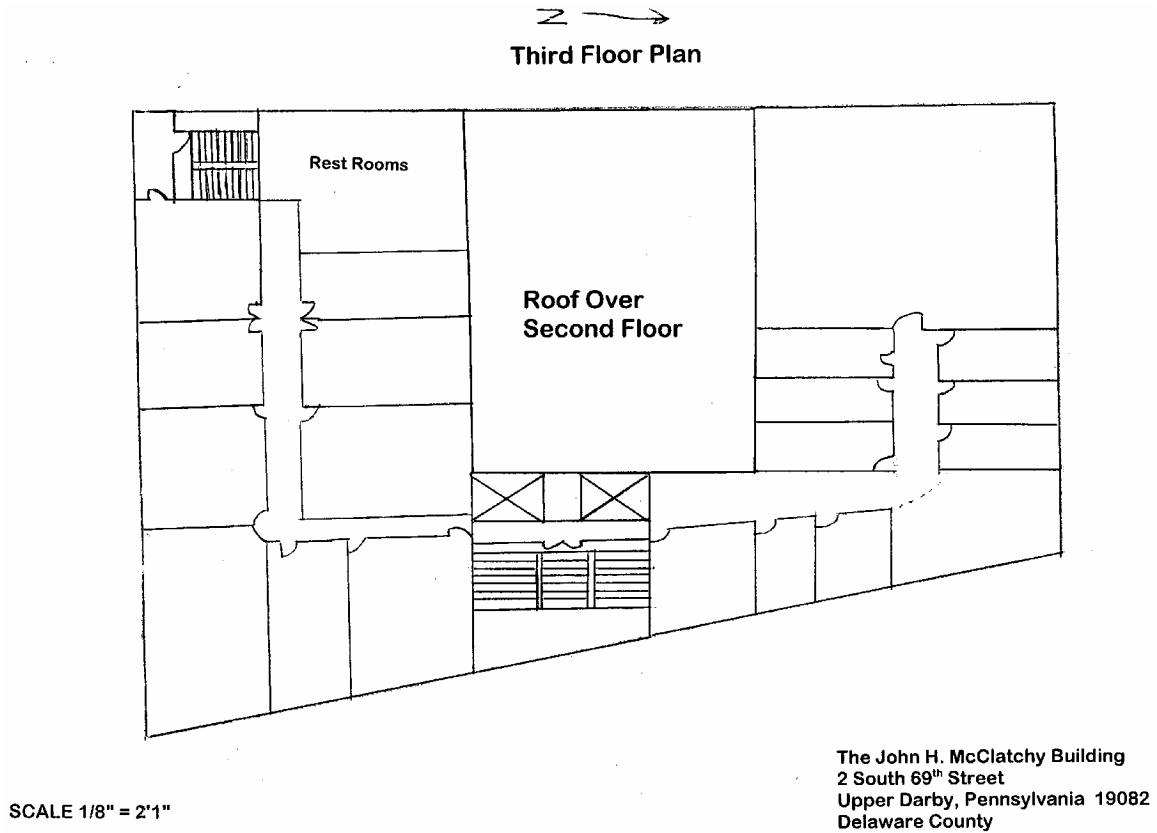 N
Third Floor Plan
Rest Rooms
Roof Over
Second Floor
The John H. McClatchy Building
2 South 69th Street
Upper Darby, Pennsylvania 19082
Delaware County
SCALE 1/8" = 2'1"